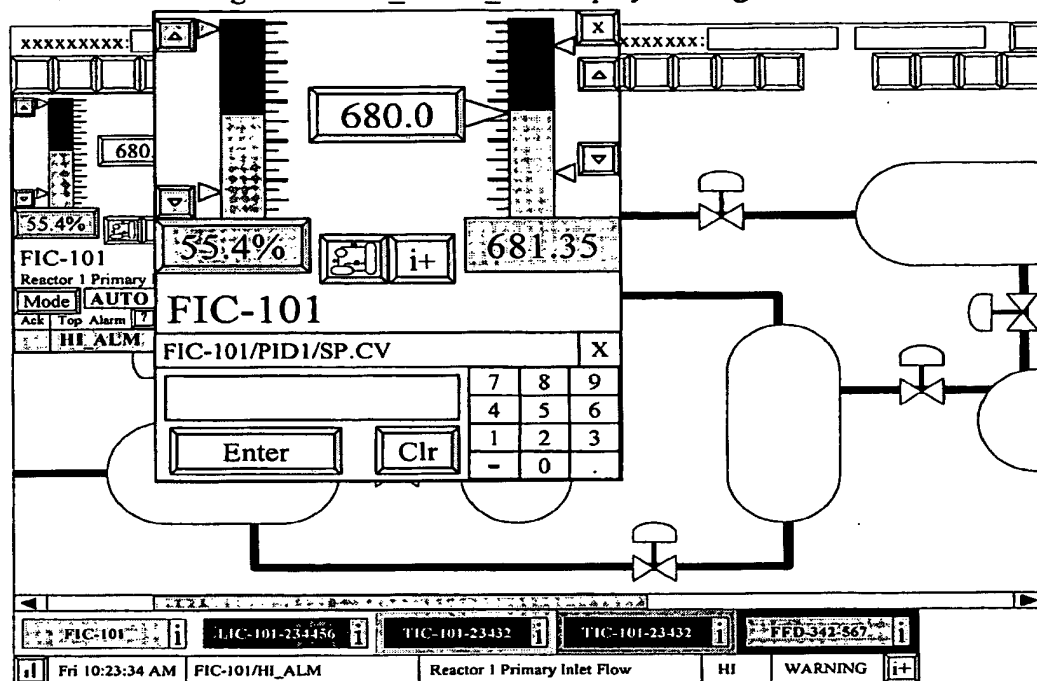 xxxxxxxxx:
X
xxxxxxx:
680.0
680.
55.4%
681.35
i+
55.4%
FIC-101
FIC-101
Reactor 1 Primary
Mode AUTO
Ack Top Alarm 7
HI_ALM
FIC-101/PID1/SP.CV X
7 8 9
4 5 6
1 2 3
- 0 .
Enter Clr
FIC-101 i LIC-101-234456 i TIC-101-23432 i TIC-101-23432 i FFD-342-567 i
Fri 10:23:34 AM FIC-101/HI_ALM Reactor 1 Primary Inlet Flow HI WARNING i+